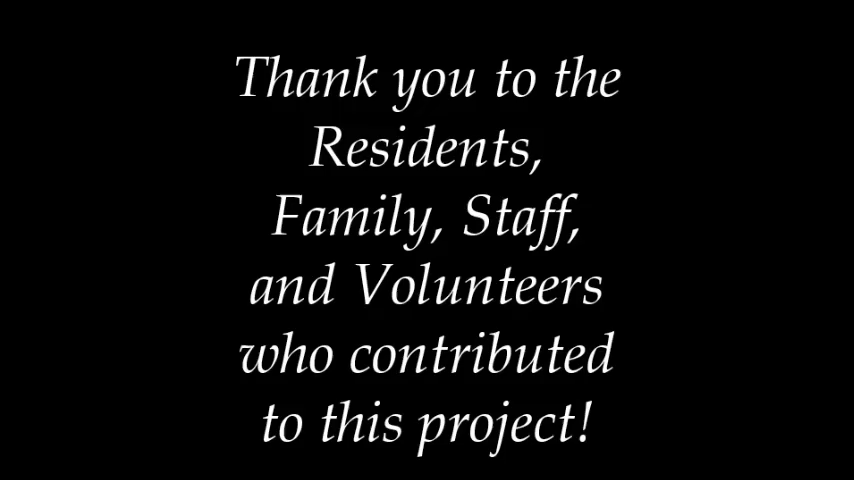 Thank you to the
Residents,
Family, Staff,
and Volunteers
who contributed
to this project!